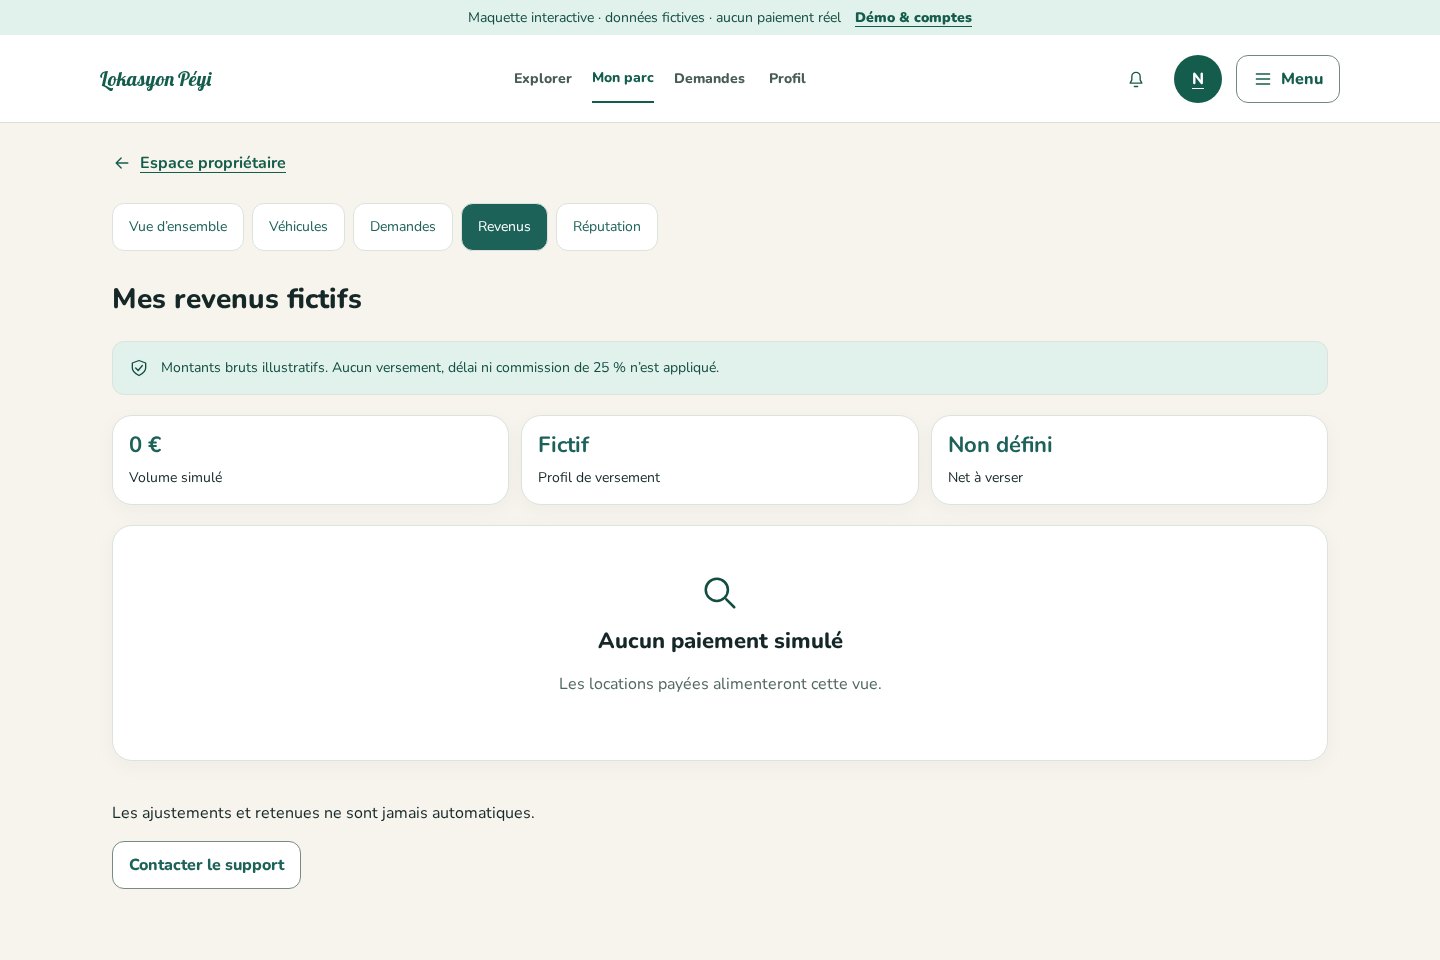 Maquette interactive · données fictives · aucun paiement réel Démo & comptes
Lokasyon Péyi
Explorer Mon parc Demandes Profil
N
Menu
Espace propriétaire
Vue d’ensemble Véhicules Demandes Revenus Réputation
Mes revenus fictifs
Montants bruts illustratifs. Aucun versement, délai ni commission de 25 % n’est appliqué.
0 €
Volume simulé
Fictif
Profil de versement
Non défini
Net à verser
Aucun paiement simulé
Les locations payées alimenteront cette vue.
Les ajustements et retenues ne sont jamais automatiques.
Contacter le support